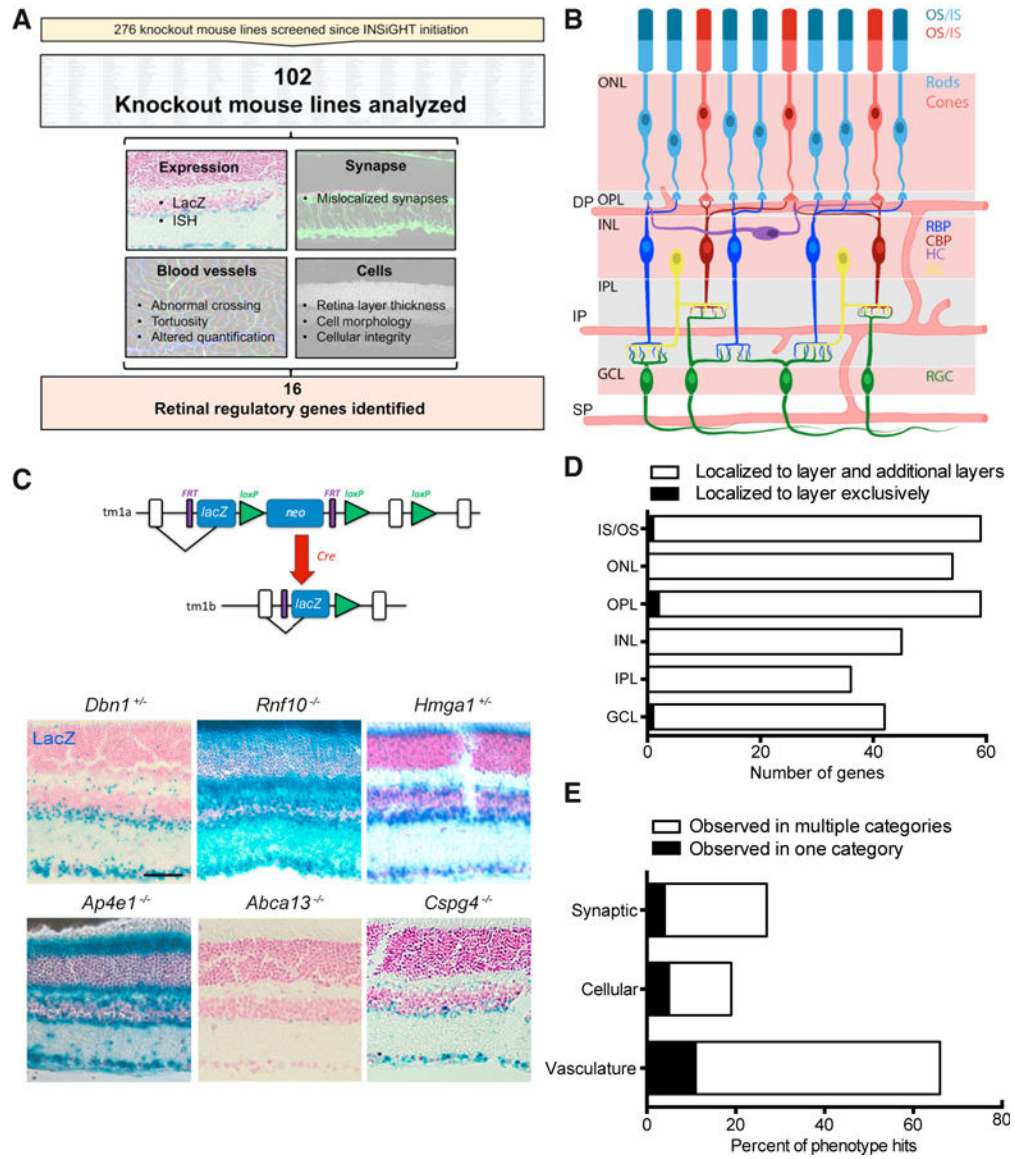 A
276 knockout mouse lines screened since INSiGHT initiation
102
Knockout mouse lines analyzed
Expression
• LacZ
• ISH
Synapse
• Mislocalized synapses
Blood vessels
• Abnormal crossing
• Tortuosity
• Altered quantification
Cells
• Retina layer thickness
• Cell morphology
• Cellular integrity
16
Retinal regulatory genes identified
B
OS/IS
OS/IS
ONL
Rods
Cones
DP
OPL
INL
RBP
CBP
HC
AC
IPL
IP
GCL
RGC
SP
C
FRT
loxP
FRT
loxP
loxP
tm1a
lacZ
neo
Cre
tm1b
lacZ
Dbn1+/-
Rnf10-/-
Hmga1+/-
LacZ
Ap4e1-/-
Abca13-/-
Cspg4-/-
D
Localized to layer and additional layers
Localized to layer exclusively
IS/OS
ONL
OPL
INL
IPL
GCL
0 20 40 60
Number of genes
E
Observed in multiple categories
Observed in one category
Synaptic
Cellular
Vasculature
0 20 40 60 80
Percent of phenotype hits